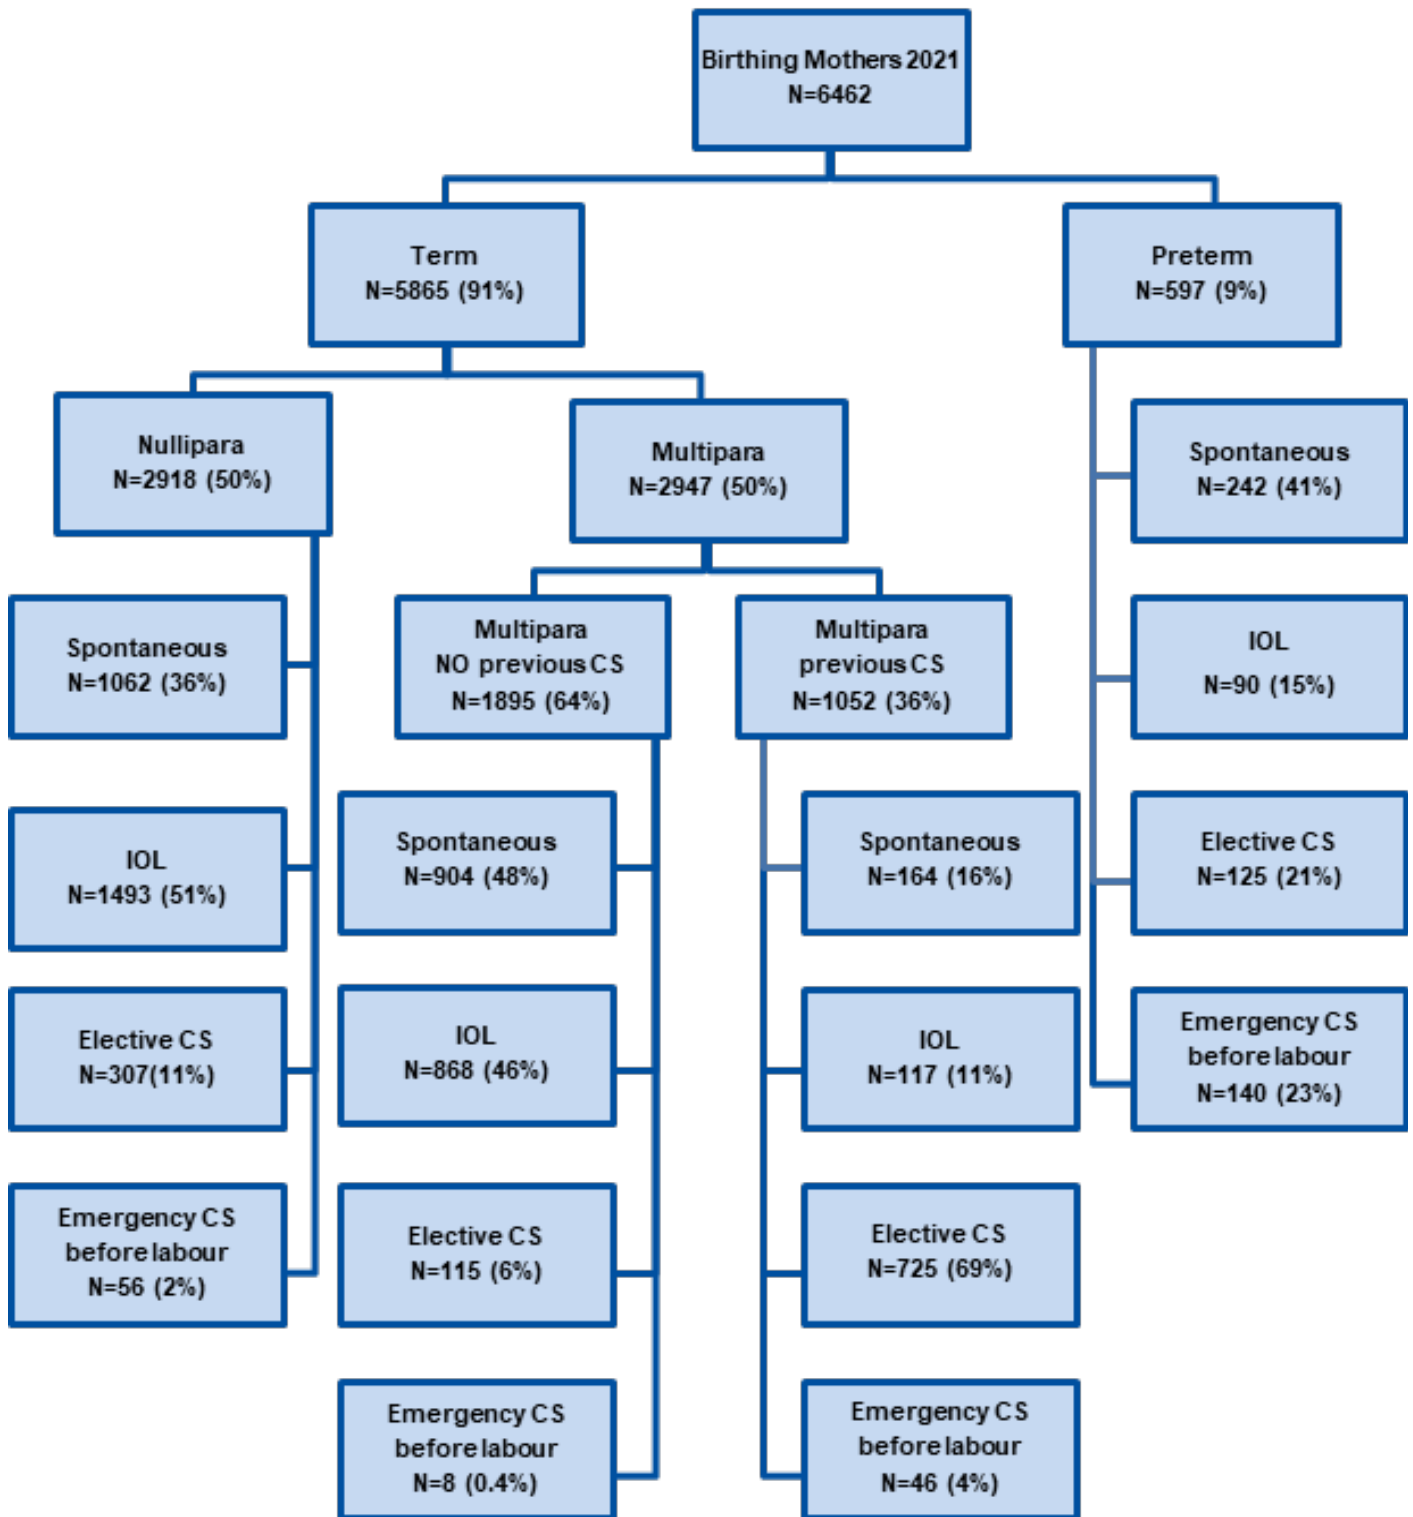 Birthing Mothers 2021
N=6462
Term
N=5865 (91%)
Preterm
N=597 (9%)
Nullipara
N=2918 (50%)
Multipara
N=2947 (50%)
Spontaneous
N=1062 (36%)
IOL
N=1493 (51%)
Elective CS
N=307(11%)
Emergency CS
before labour
N=56 (2%)
Multipara
NO previous CS
N=1895 (64%)
Spontaneous
N=904 (48%)
IOL
N=868 (46%)
Elective CS
N=115 (6%)
Emergency CS
before labour
N=8 (0.4%)
Multipara
previous CS
N=1052 (36%)
Spontaneous
N=164 (16%)
IOL
N=117 (11%)
Elective CS
N=725 (69%)
Emergency CS
before labour
N=46 (4%)
Spontaneous
N=242 (41%)
IOL
N=90 (15%)
Elective CS
N=125 (21%)
Emergency CS
before labour
N=140 (23%)